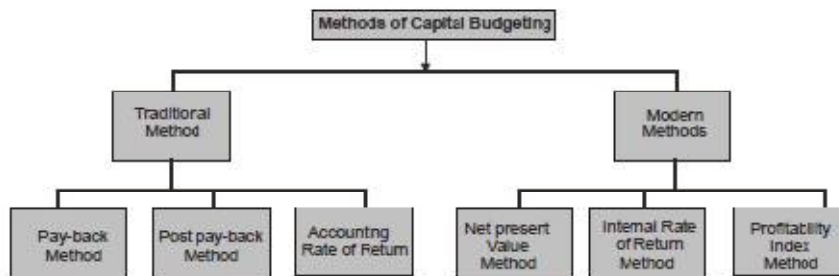 Methods of Capital Budgeting
Traditional
Method
Modern
Methods
Pay-back
Method
Post pay-back
Method
Accounting
Rate of Return
Net present
Value
Method
Internal Rate
of Return
Method
Profitability
Index
Method